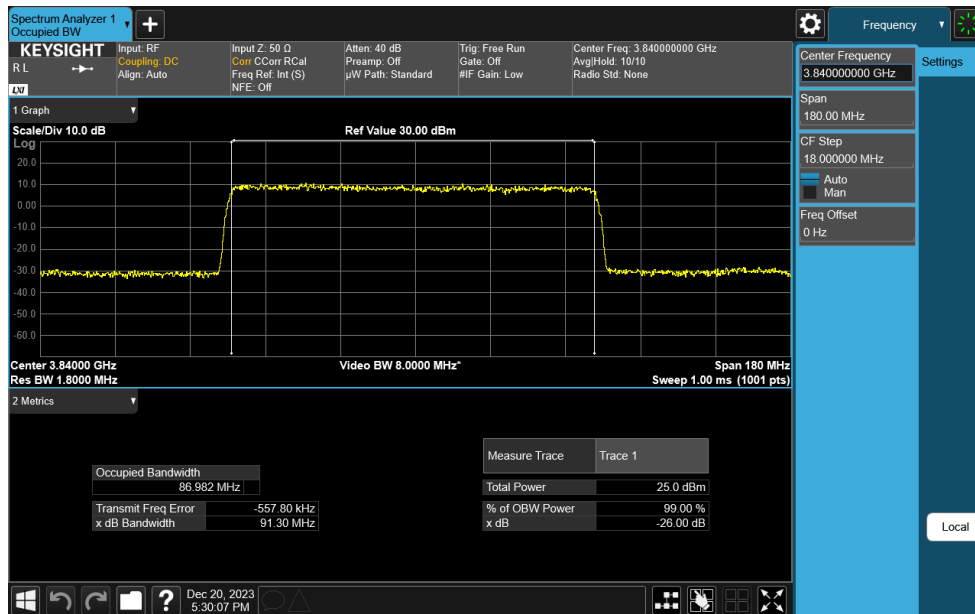 Spectrum Analyzer 1
Occupied BW
+
Frequency
KEYSIGHT
RL
LXI
Input: RF
Coupling: DC
Align: Auto
Input Z: 50 Ω
Corr CCorr RCal
Freq Ref: Int (S)
NFE: Off
Atten: 40 dB
Preamp: Off
µW Path: Standard
Trig: Free Run
Gate: Off
#IF Gain: Low
Center Freq: 3.840000000 GHz
Avg|Hold: 10/10
Radio Std: None
Center Frequency
3.840000000 GHz
Settings
Span
180.00 MHz
CF Step
18.000000 MHz
Auto
Man
Freq Offset
0 Hz
Local
1 Graph
Scale/Div 10.0 dB
Ref Value 30.00 dBm
Log
20.0
10.0
0.00
-10.0
-20.0
-30.0
-40.0
-50.0
-60.0
Center 3.84000 GHz
Video BW 8.0000 MHz*
Span 180 MHz
Res BW 1.8000 MHz
Sweep 1.00 ms (1001 pts)
2 Metrics
Measure Trace
Trace 1
Occupied Bandwidth
86.982 MHz
Total Power
25.0 dBm
Transmit Freq Error
-557.80 kHz
% of OBW Power
99.00 %
x dB Bandwidth
91.30 MHz
x dB
-26.00 dB
?
Dec 20, 2023
5:30:07 PM